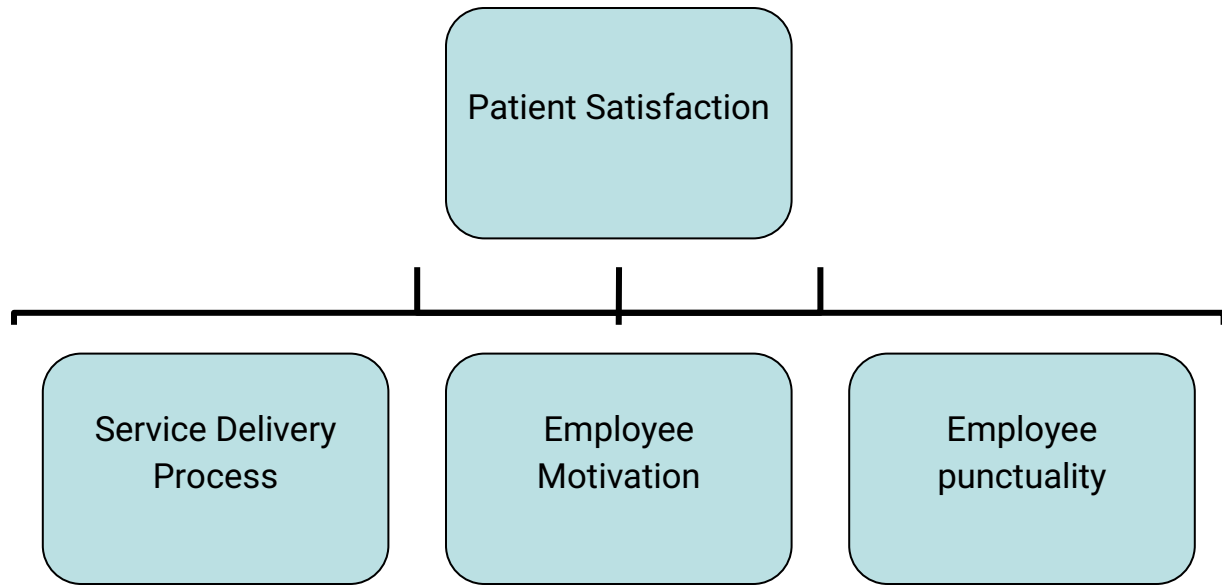 Patient Satisfaction
Service Delivery
Process
Employee
Motivation
Employee
punctuality